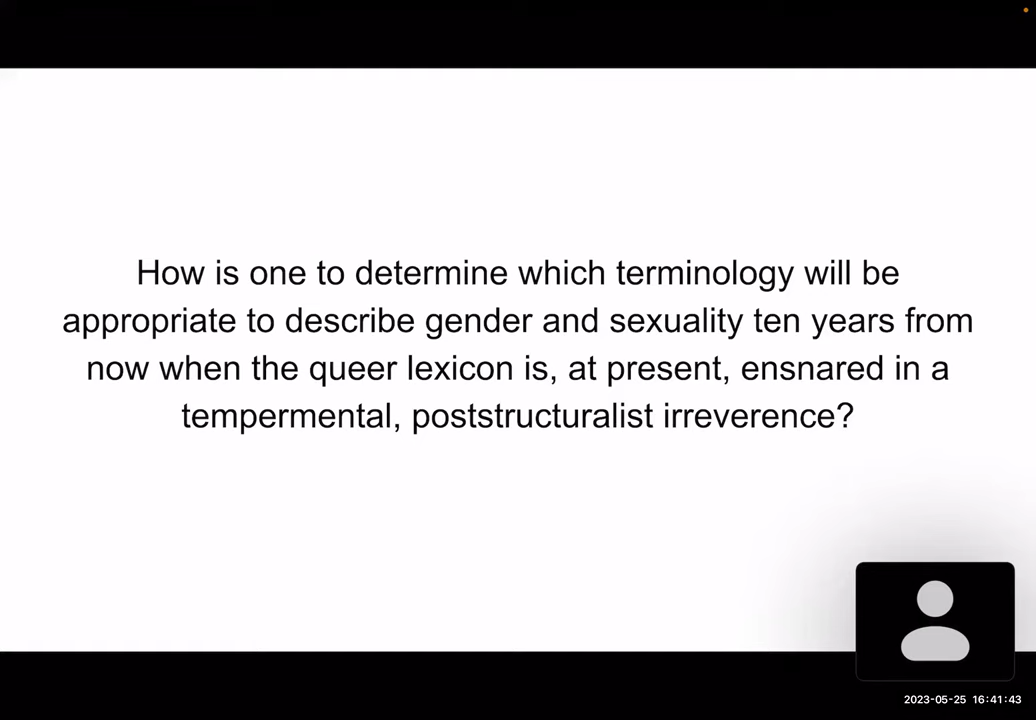 How is one to determine which terminology will be
appropriate to describe gender and sexuality ten years from
now when the queer lexicon is, at present, ensnared in a
tempermental, poststructuralist irreverence?
2023-05-25 16:41:43